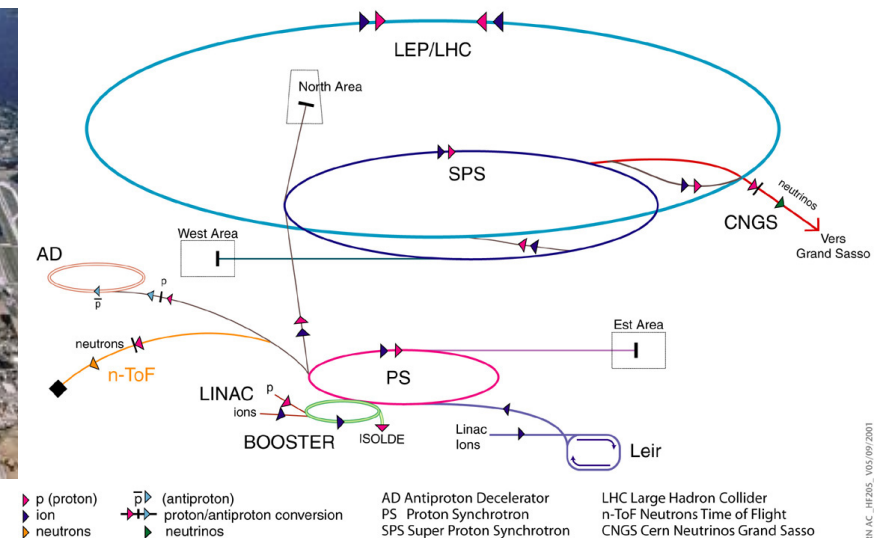 LEP/LHC
North Area
SPS
neutrinos
CNGS
Vers
Grand Sasso
West Area
AD
p
p̅
neutrons
n-ToF
Est Area
PS
LINAC
p
ions
BOOSTER
ISOLDE
Linac
Ions
Leir
p (proton)
ion
neutrons
p̅ (antiproton)
proton/antiproton conversion
neutrinos
AD Antiproton Decelerator
PS Proton Synchrotron
SPS Super Proton Synchrotron
LHC Large Hadron Collider
n-ToF Neutrons Time of Flight
CNGS Cern Neutrinos Grand Sasso
AC_HF205_V05/09/2001